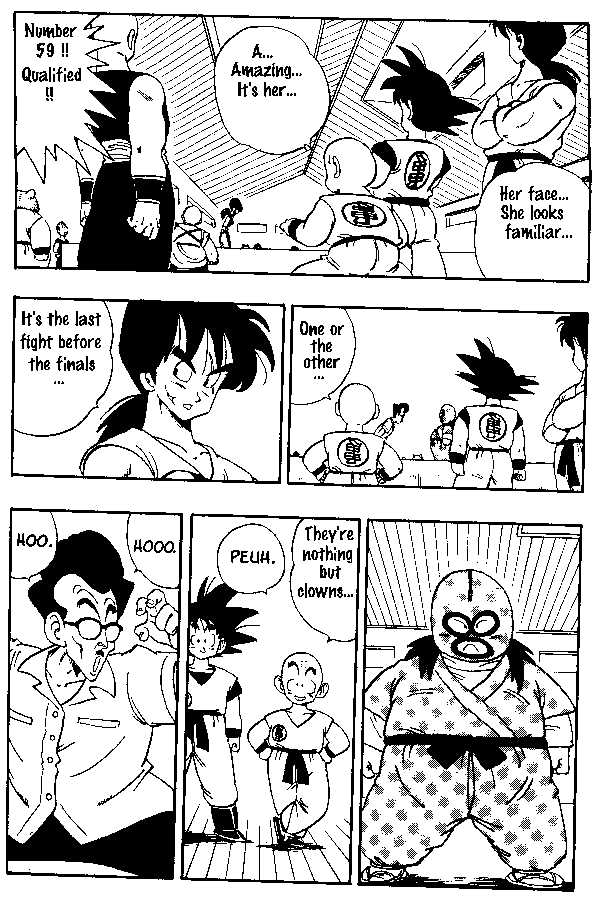 Number
59 !!
Qualified
!!
A...
Amazing...
It's her...
Her face...
She looks
familiar...
It's the last
fight before
the finals
...
One or
the
other
...
HOO.
HOOO.
PEUH.
They're
nothing
but
clowns...